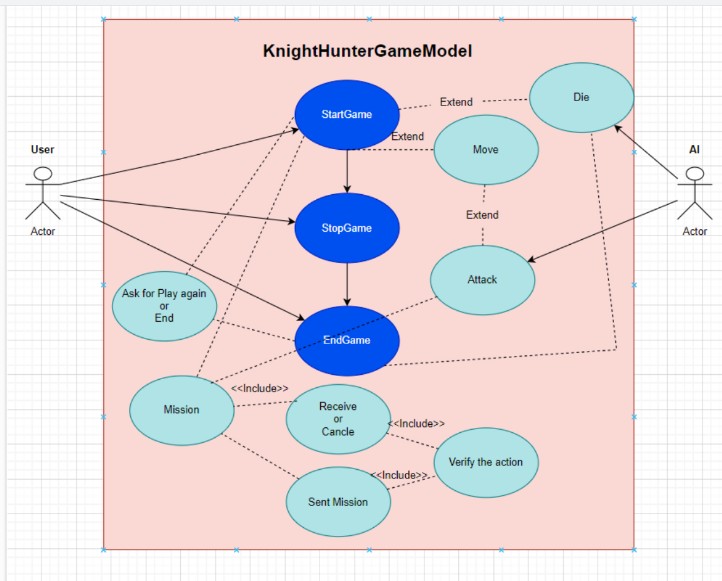 KnightHunterGameModel
StartGame
Extend
Die
Extend
Move
User
AI
Extend
Actor
Actor
StopGame
Attack
Ask for Play again
or
End
EndGame
<<Include>>
Mission
Receive
or
Cancle
<<Include>>
Verify the action
<<Include>>
Sent Mission